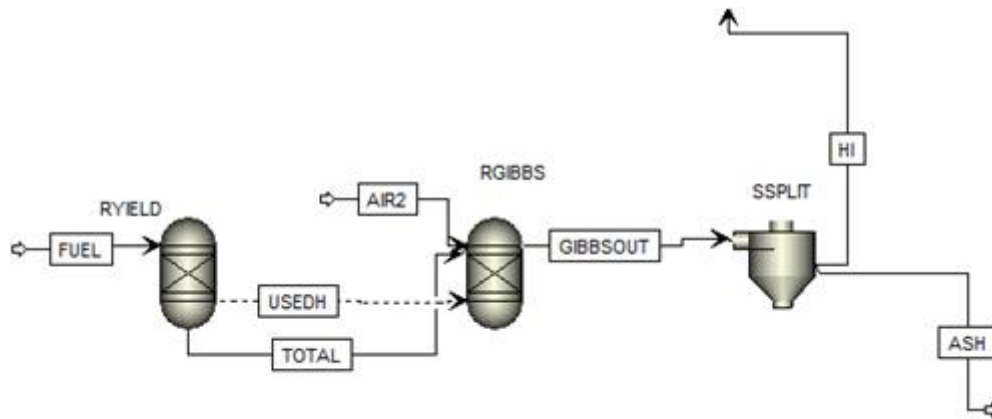 HI
RGIBBS
SSPLIT
AIR2
RYIELD
FUEL
GIBBSOUT
USEDH
TOTAL
ASH